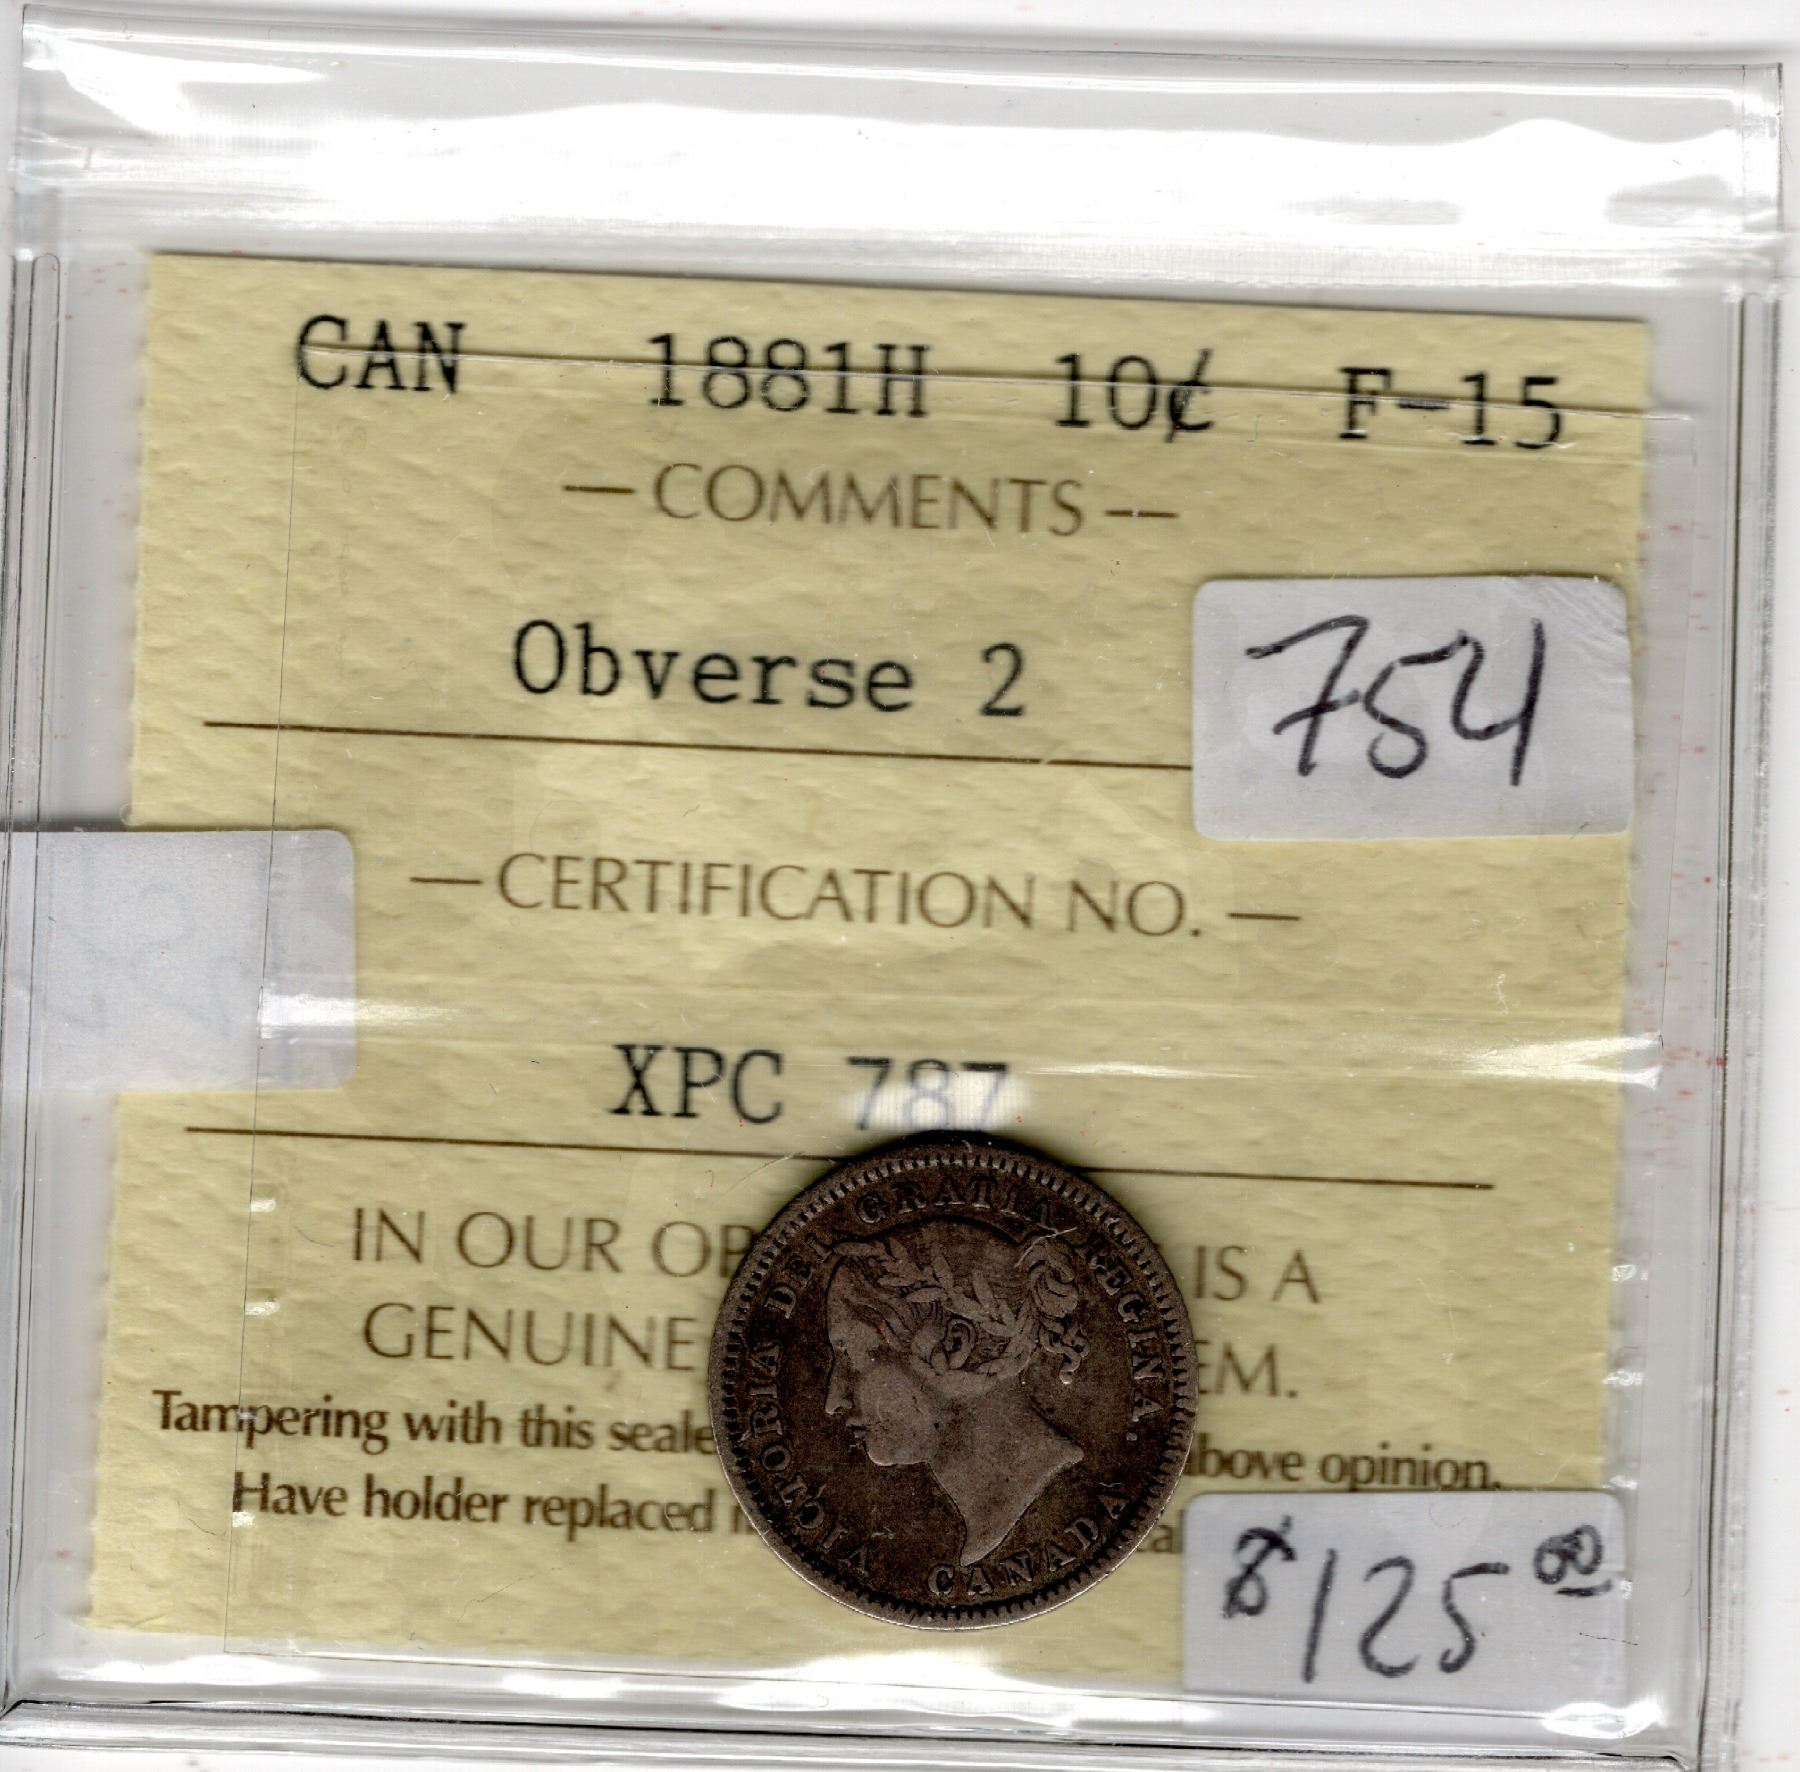 CAN 1881H 10¢ F-15
— COMMENTS —
Obverse 2
754
— CERTIFICATION NO. —
XPC 787
IN OUR OP IS A
GENUINE EM.
Tampering with this seale above opinion.
Have holder replaced
VICTORIA DEI GRATIA REGINA.
CANADA
$125.00